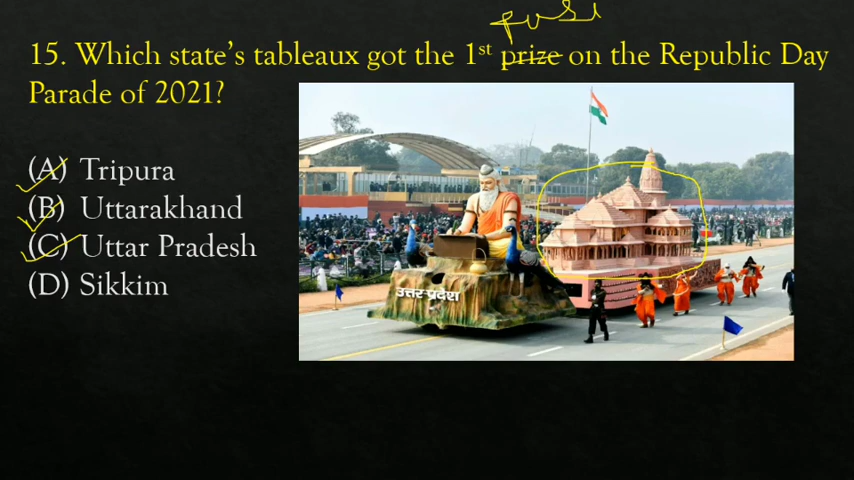 15. Which state's tableaux got the 1st prize on the Republic Day
Parade of 2021?
(A) Tripura
(B) Uttarakhand
(C) Uttar Pradesh
(D) Sikkim
उत्तर प्रदेश